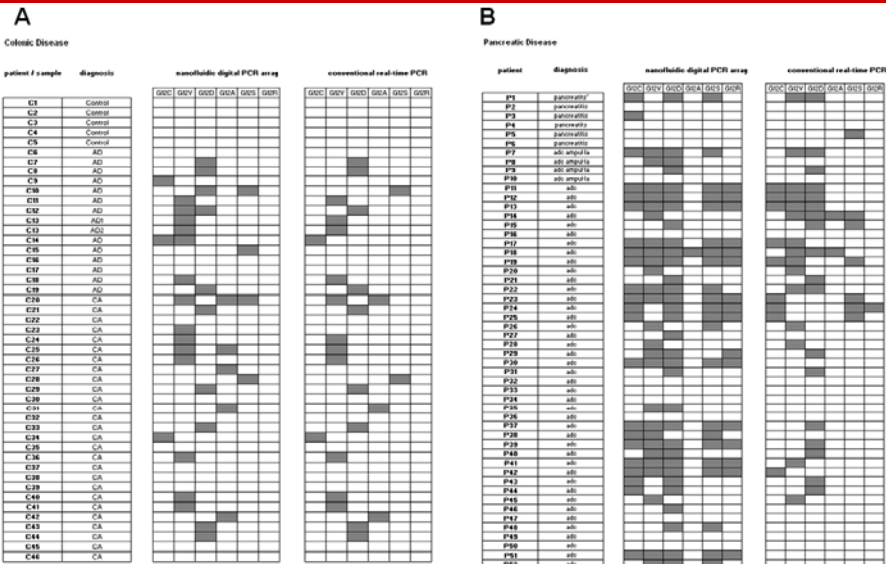 A
Colonic Disease
patient / sample diagnosis nanofluidic digital PCR array conventional real-time PCR
G12C G12V G12D G12A G12S G12R G12C G12V G12D G12A G12S G12R
C1 Control
C2 Control
C3 Control
C4 Control
C5 Control
C6 AD
C7 AD
C8 AD
C9 AD
C10 AD
C11 AD
C12 AD
C13 AD1
C13 AD2
C14 AD
C15 AD
C16 AD
C17 AD
C18 AD
C19 AD
C20 CA
C21 CA
C22 CA
C23 CA
C24 CA
C25 CA
C26 CA
C27 CA
C28 CA
C29 CA
C30 CA
C31 CA
C32 CA
C33 CA
C34 CA
C35 CA
C36 CA
C37 CA
C38 CA
C39 CA
C40 CA
C41 CA
C42 CA
C43 CA
C44 CA
C45 CA
C46 CA
B
Pancreatic Disease
patient diagnosis nanofluidic digital PCR array conventional real-time PCR
G12C G12V G12D G12A G12S G12R G12C G12V G12D G12A G12S G12R
P1 pancreatitis*
P2 pancreatitis
P3 pancreatitis
P4 pancreatitis
P5 pancreatitis
P6 pancreatitis
P7 adc ampulla
P8 adc ampulla
P9 adc ampulla
P10 adc ampulla
P11 adc
P12 adc
P13 adc
P14 adc
P15 adc
P16 adc
P17 adc
P18 adc
P19 adc
P20 adc
P21 adc
P22 adc
P23 adc
P24 adc
P25 adc
P26 adc
P27 adc
P28 adc
P29 adc
P30 adc
P31 adc
P32 adc
P33 adc
P34 adc
P35 adc
P36 adc
P37 adc
P38 adc
P39 adc
P40 adc
P41 adc
P42 adc
P43 adc
P44 adc
P45 adc
P46 adc
P47 adc
P48 adc
P49 adc
P50 adc
P51 adc